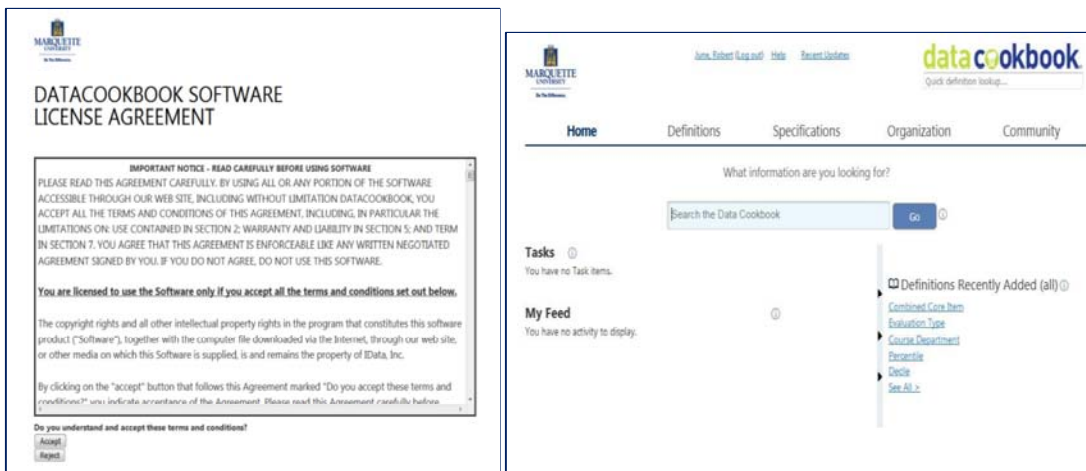 MARQUETTE
UNIVERSITY
Be The Difference.
DATACOOKBOOK SOFTWARE
LICENSE AGREEMENT
IMPORTANT NOTICE - READ CAREFULLY BEFORE USING SOFTWARE
PLEASE READ THIS AGREEMENT CAREFULLY. BY USING ALL OR ANY PORTION OF THE SOFTWARE
ACCESSIBLE THROUGH OUR WEB SITE, INCLUDING WITHOUT LIMITATION DATACOOKBOOK, YOU
ACCEPT ALL THE TERMS AND CONDITIONS OF THIS AGREEMENT, INCLUDING, IN PARTICULAR THE
LIMITATIONS ON: USE CONTAINED IN SECTION 2; WARRANTY AND LIABILITY IN SECTION 5; AND TERM
IN SECTION 7. YOU AGREE THAT THIS AGREEMENT IS ENFORCEABLE LIKE ANY WRITTEN NEGOTIATED
AGREEMENT SIGNED BY YOU. IF YOU DO NOT AGREE, DO NOT USE THIS SOFTWARE.
You are licensed to use the Software only if you accept all the terms and conditions set out below.
The copyright rights and all other intellectual property rights in the program that constitutes this software
product ("Software"), together with the computer file downloaded via the Internet, through our web site,
or other media on which this Software is supplied, is and remains the property of IData, Inc.
By clicking on the "accept" button that follows this Agreement marked "Do you accept these terms and
conditions?" you indicate acceptance of the Agreement. Please read this Agreement carefully before
Do you understand and accept these terms and conditions?
Accept
Reject
MARQUETTE
UNIVERSITY
Be The Difference.
June, Robert (Log out) Help Recent Updates
data cookbook
Quick definition lookup...
Home Definitions Specifications Organization Community
What information are you looking for?
Search the Data Cookbook Go
Tasks
You have no Task items.
My Feed
You have no activity to display.
Definitions Recently Added (all)
Combined Core Item
Evaluation Type
Course Department
Percentile
Decile
See All >